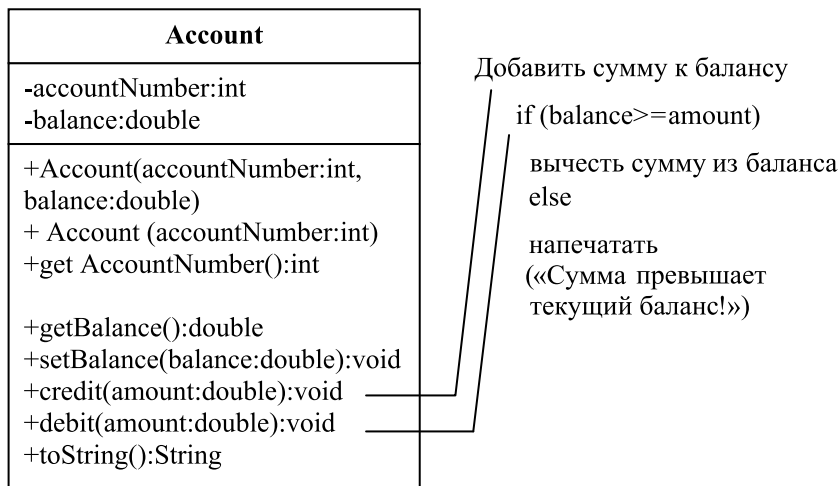 Account
-accountNumber:int
-balance:double
+Account(accountNumber:int,
balance:double)
+ Account (accountNumber:int)
+get AccountNumber():int
+getBalance():double
+setBalance(balance:double):void
+credit(amount:double):void
+debit(amount:double):void
+toString():String
Добавить сумму к балансу
if (balance>=amount)
вычесть сумму из баланса
else
напечатать
(«Сумма превышает
текущий баланс!»)